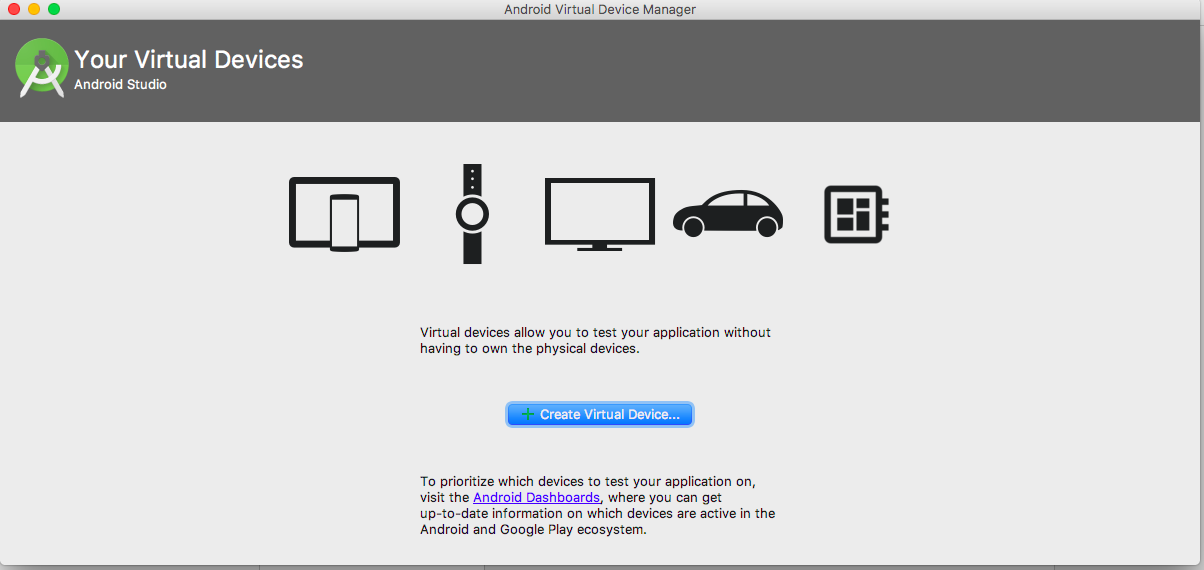 Android Virtual Device Manager
Your Virtual Devices
Android Studio
Virtual devices allow you to test your application without
having to own the physical devices.
Create Virtual Device...
To prioritize which devices to test your application on,
visit the Android Dashboards, where you can get
up-to-date information on which devices are active in the
Android and Google Play ecosystem.